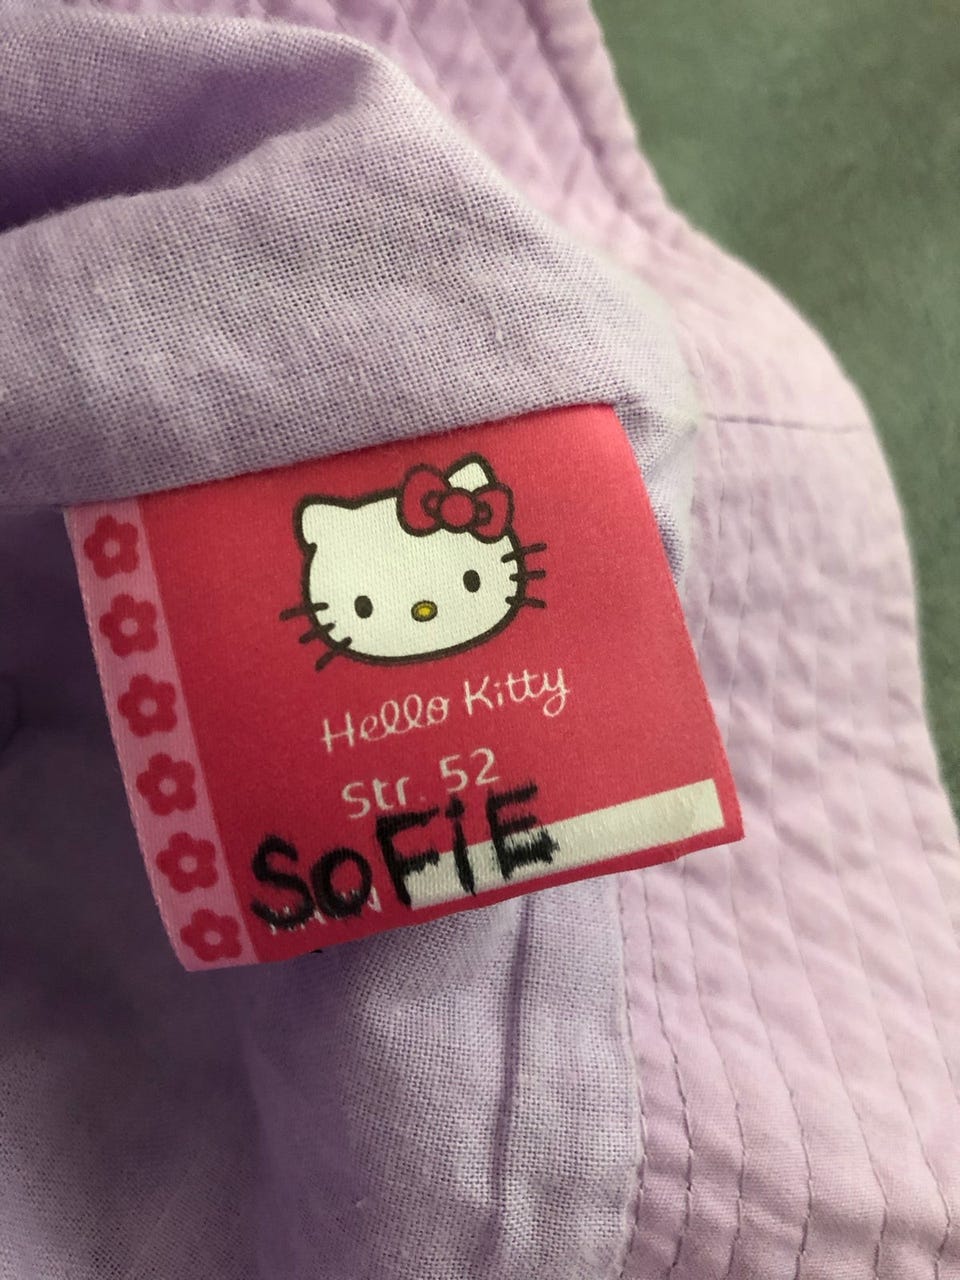 Hello Kitty
Str. 52
SOFiE